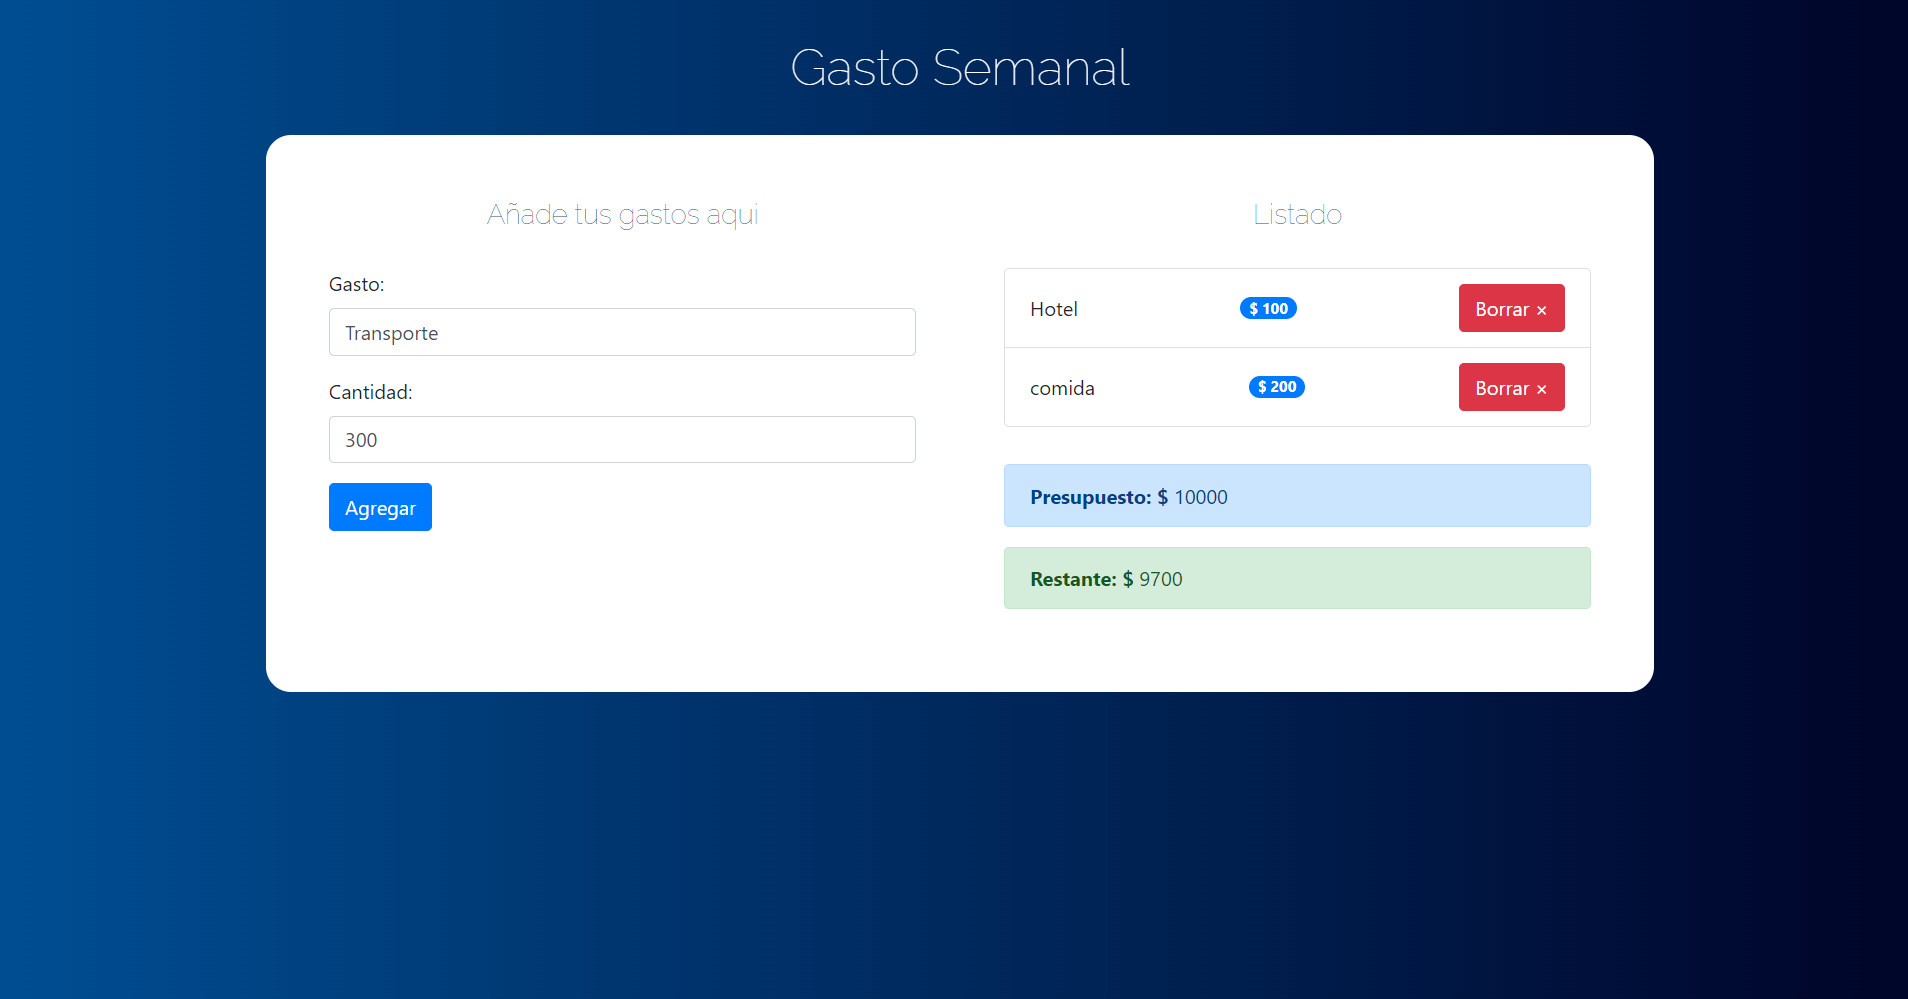 Gasto Semanal
Añade tus gastos aqui
Gasto:
Transporte
Cantidad:
300
Agregar
Listado
Hotel $ 100 Borrar ×
comida $ 200 Borrar ×
Presupuesto: $ 10000
Restante: $ 9700